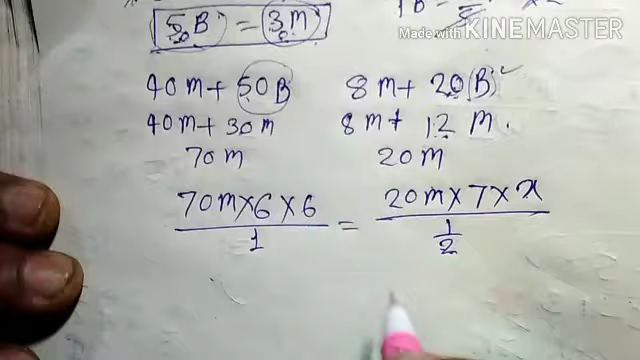 Made with KINEMASTER
5B = 3M
40M + 50B 8M + 20B
40M + 30M 8M + 12 M.
70M 20M
70M×6×6 = 20M×7×x
1 1/2